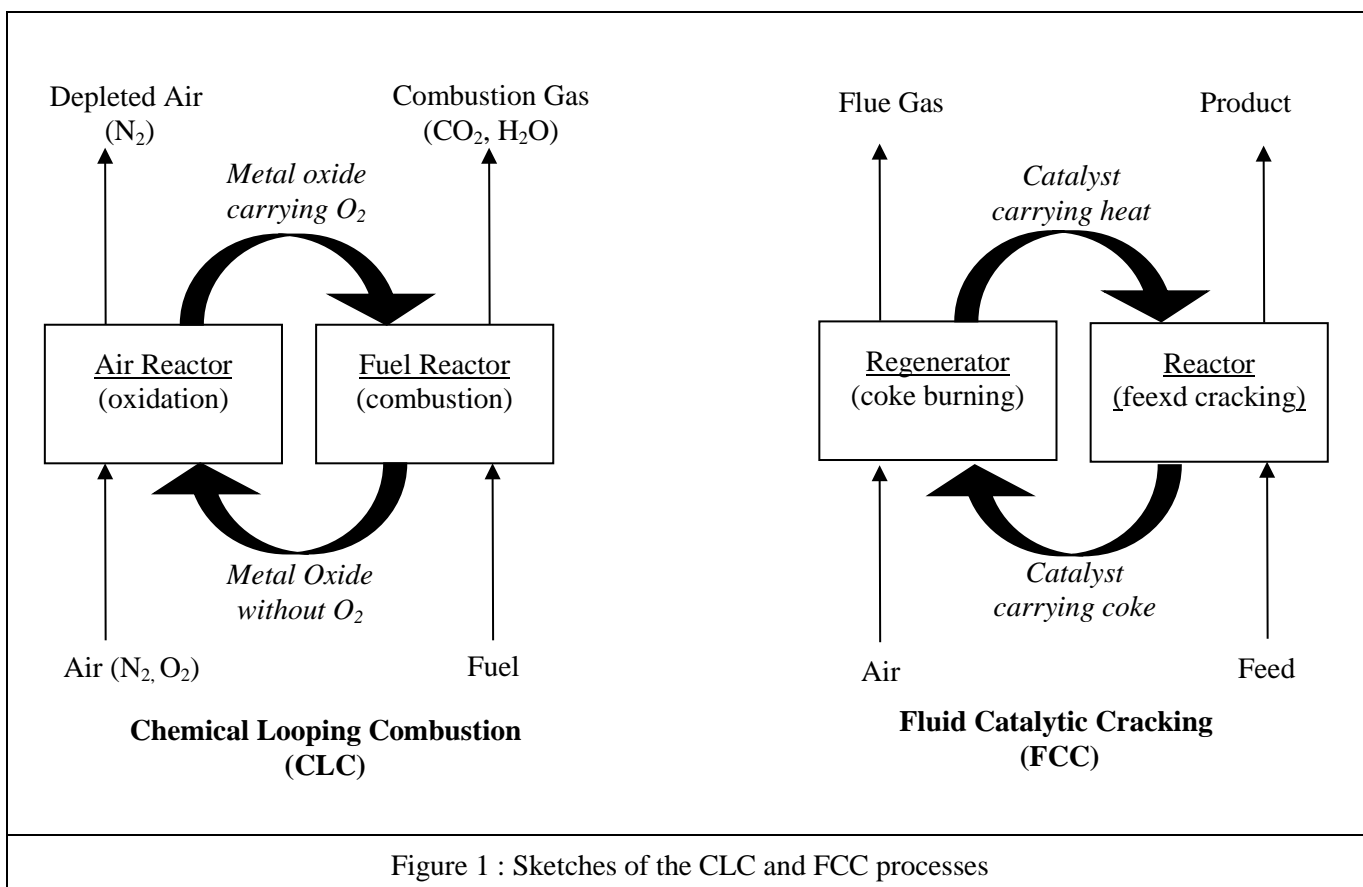 Depleted Air
(N2)
Combustion Gas
(CO2, H2O)
Metal oxide
carrying O2
Air Reactor
(oxidation)
Fuel Reactor
(combustion)
Metal Oxide
without O2
Air (N2, O2)
Fuel
Chemical Looping Combustion
(CLC)
Flue Gas
Product
Catalyst
carrying heat
Regenerator
(coke burning)
Reactor
(feexd cracking)
Catalyst
carrying coke
Air
Feed
Fluid Catalytic Cracking
(FCC)
Figure 1 : Sketches of the CLC and FCC processes